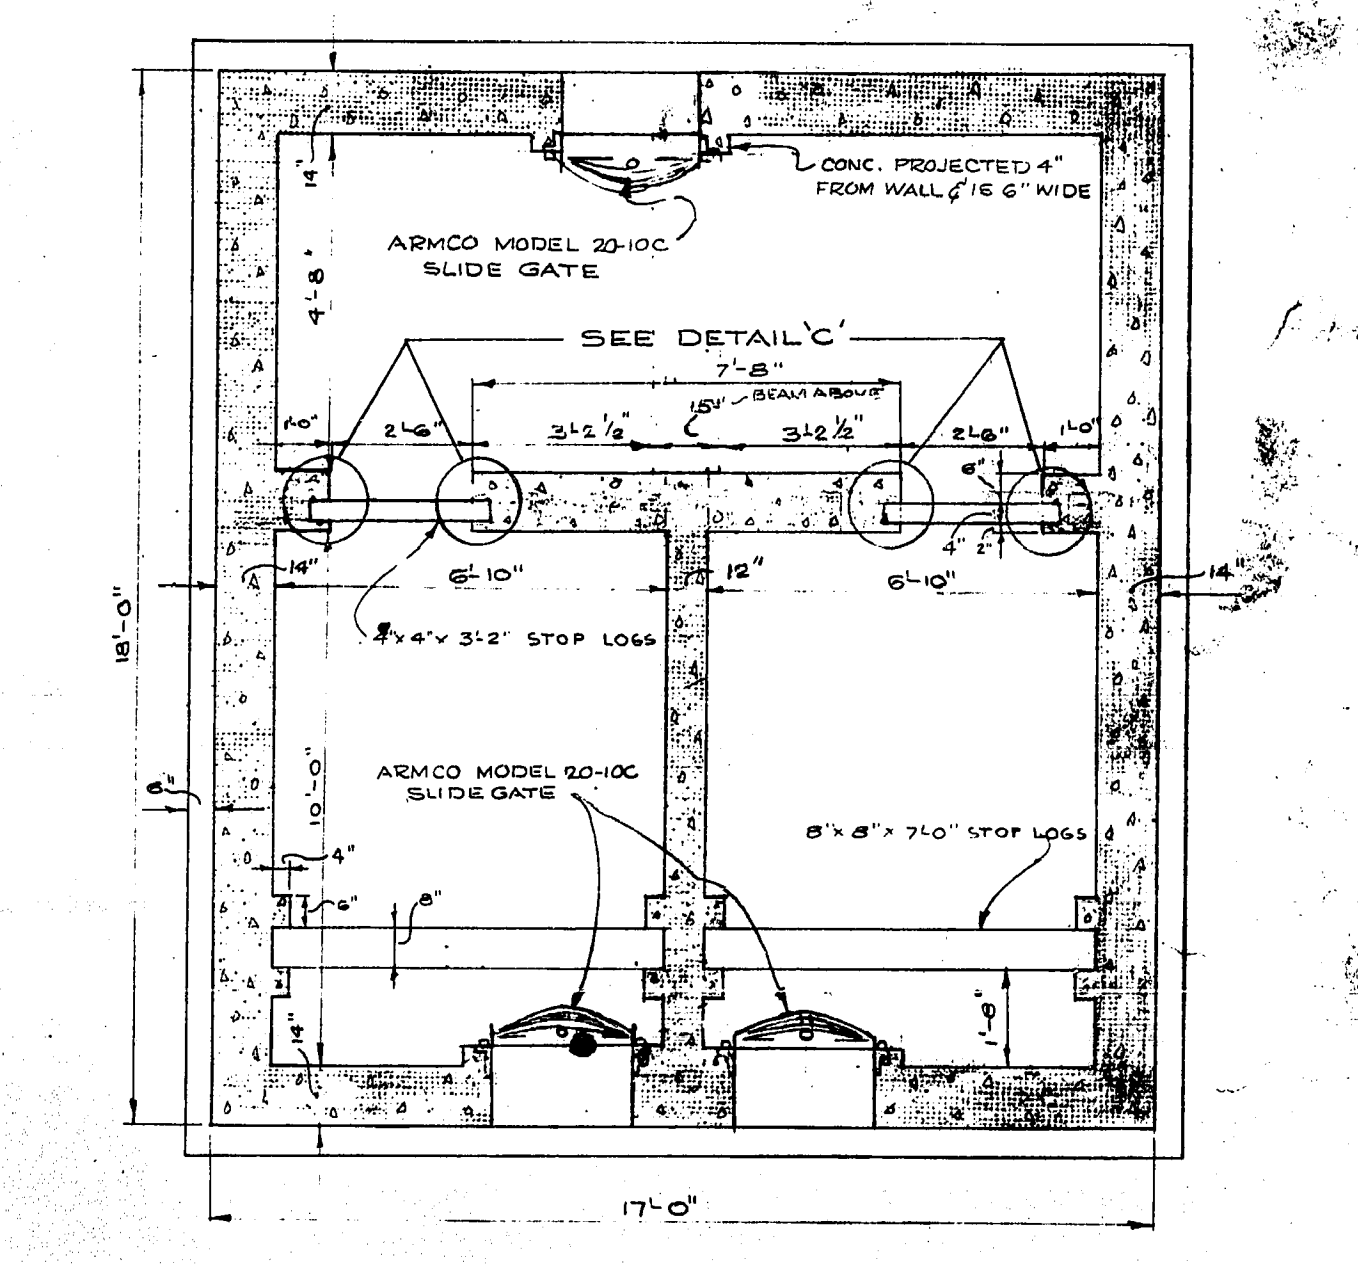 14"
CONC. PROJECTED 4"
FROM WALL & IS 6" WIDE
ARMCO MODEL 20-10C
SLIDE GATE
4'-8"
SEE DETAIL 'C'
7'-8"
15" BEAM ABOVE
1'-0"
2'-6"
3'-2 1/2"
3'-2 1/2"
2'-6"
1'-0"
6"
4"
2"
14"
6'-10"
12"
6'-10"
14"
18'-0"
4"x 4"x 3'-2" STOP LOGS
ARMCO MODEL 20-10C
SLIDE GATE
10'-0"
8'x 8"x 7'-0" STOP LOGS
4"
6"
8"
1'-8"
14"
17'-0"